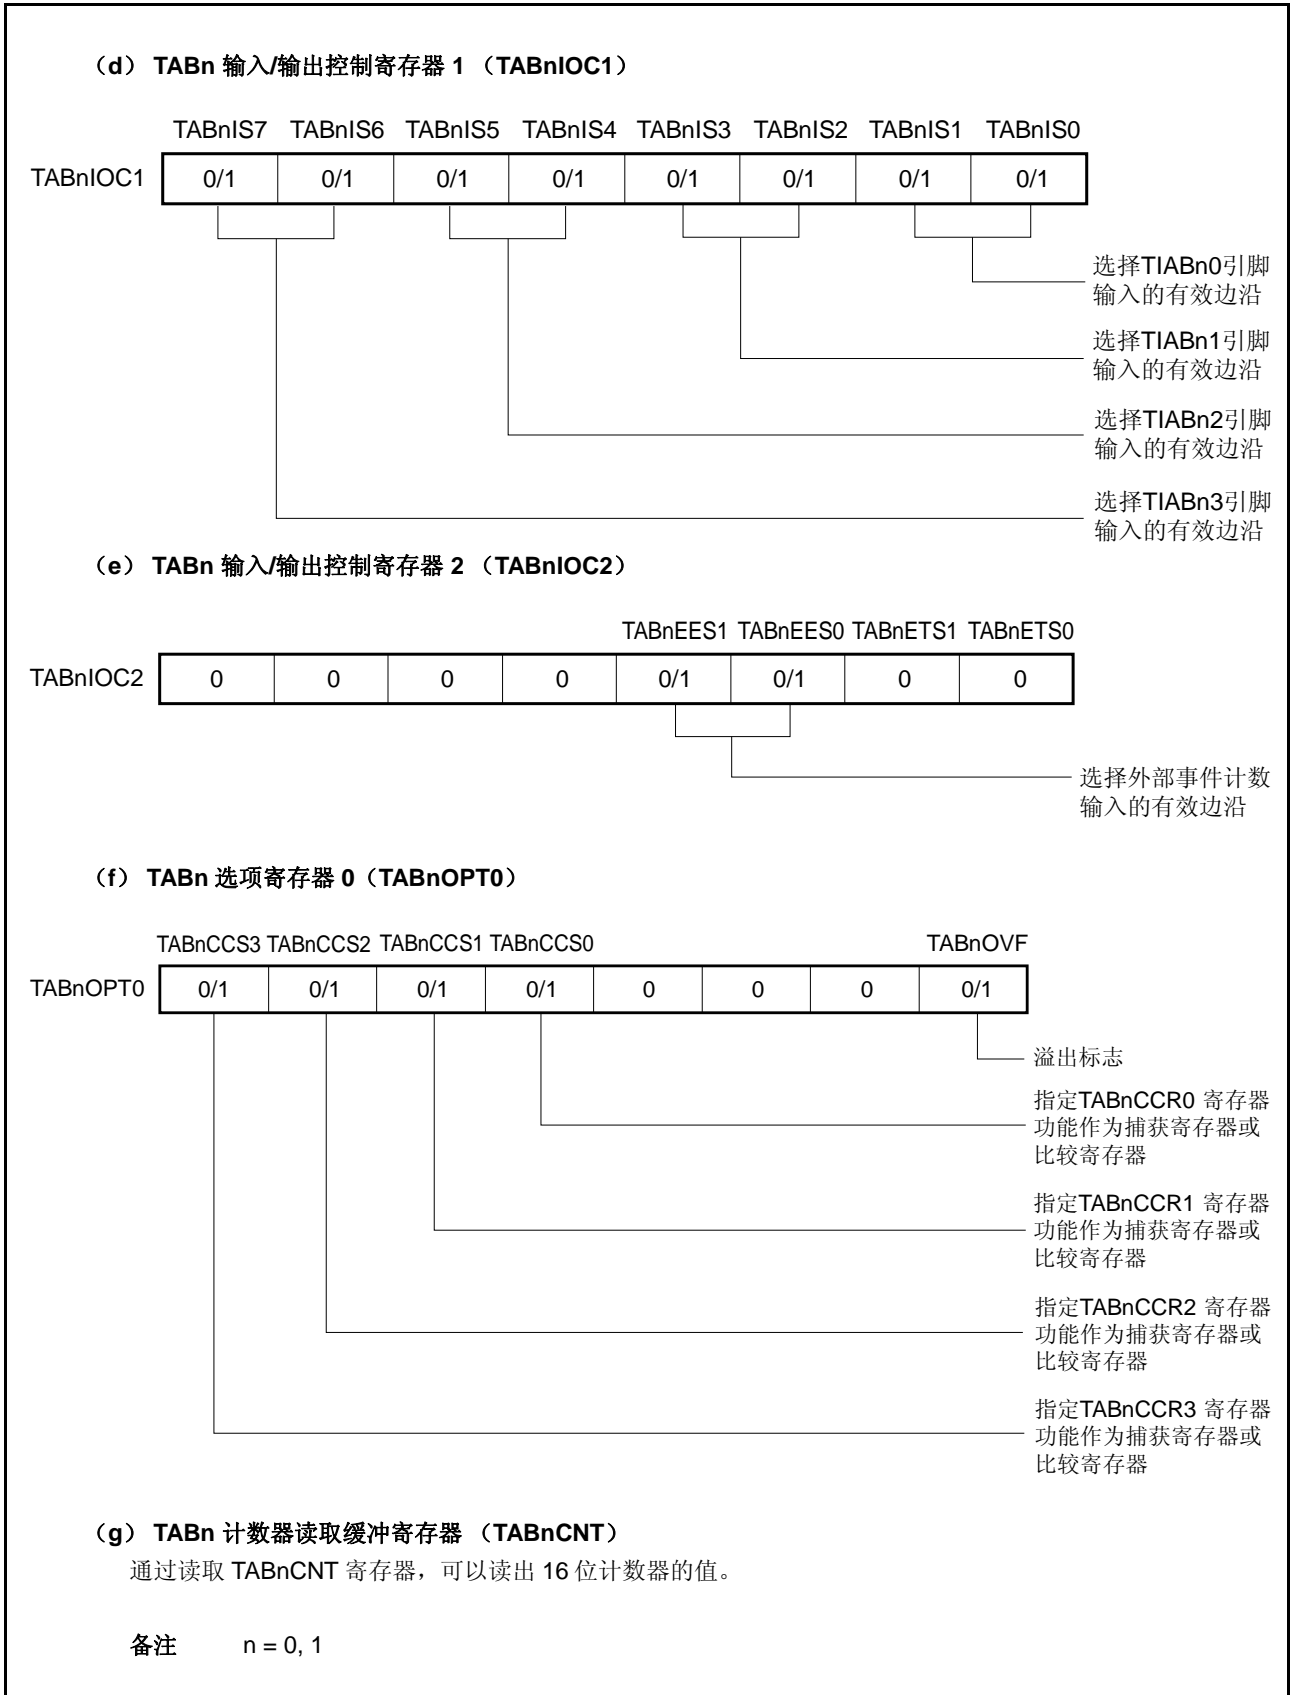 （d） TABn 输入/输出控制寄存器 1 （TABnIOC1）
TABnIS7 TABnIS6 TABnIS5 TABnIS4 TABnIS3 TABnIS2 TABnIS1 TABnIS0
TABnIOC1 0/1 0/1 0/1 0/1 0/1 0/1 0/1 0/1
选择TIABn0引脚
输入的有效边沿
选择TIABn1引脚
输入的有效边沿
选择TIABn2引脚
输入的有效边沿
选择TIABn3引脚
输入的有效边沿
（e） TABn 输入/输出控制寄存器 2 （TABnIOC2）
TABnEES1 TABnEES0 TABnETS1 TABnETS0
TABnIOC2 0 0 0 0 0/1 0/1 0 0
选择外部事件计数
输入的有效边沿
（f） TABn 选项寄存器 0（TABnOPT0）
TABnCCS3 TABnCCS2 TABnCCS1 TABnCCS0 TABnOVF
TABnOPT0 0/1 0/1 0/1 0/1 0 0 0 0/1
溢出标志
指定TABnCCR0 寄存器
功能作为捕获寄存器或
比较寄存器
指定TABnCCR1 寄存器
功能作为捕获寄存器或
比较寄存器
指定TABnCCR2 寄存器
功能作为捕获寄存器或
比较寄存器
指定TABnCCR3 寄存器
功能作为捕获寄存器或
比较寄存器
（g） TABn 计数器读取缓冲寄存器 （TABnCNT）
通过读取 TABnCNT 寄存器，可以读出 16 位计数器的值。
备注 n = 0, 1